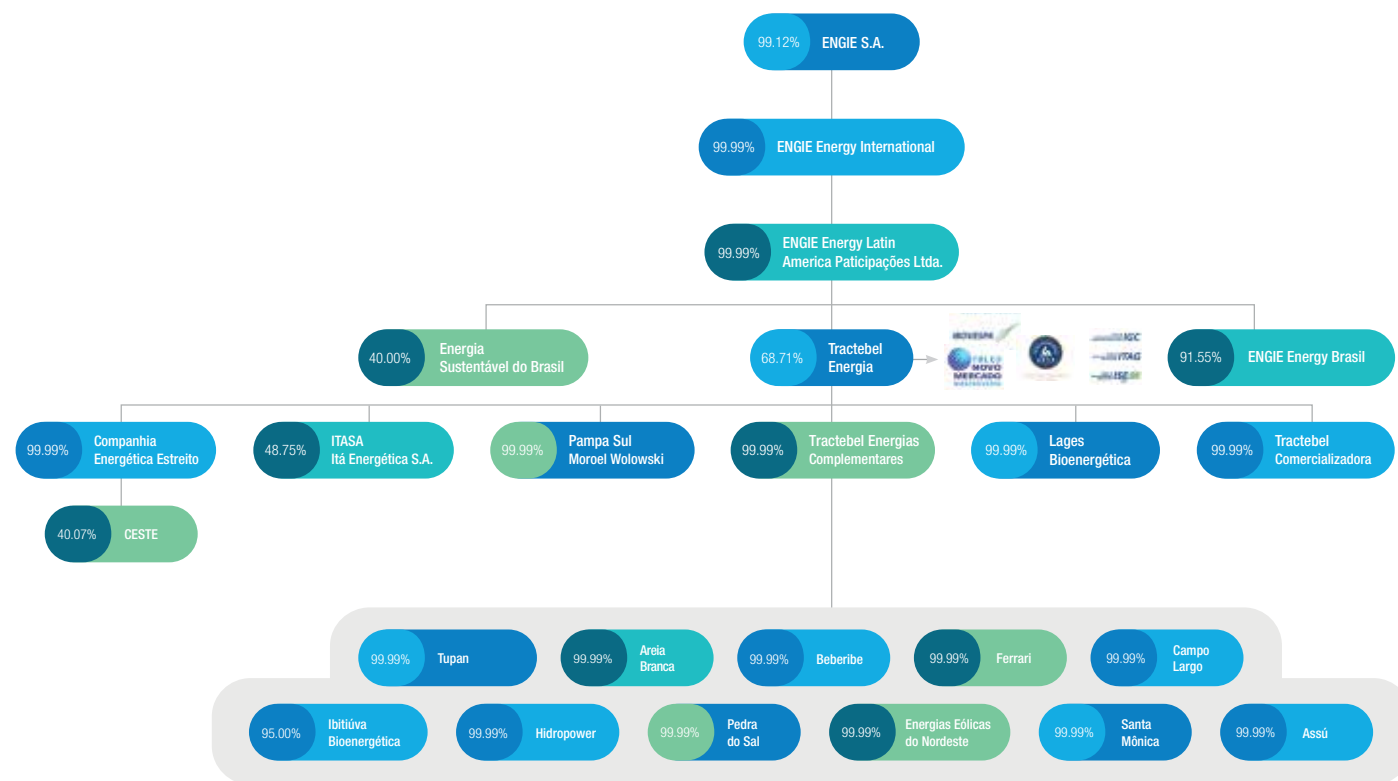 99.12% ENGIE S.A.
99.99% ENGIE Energy International
99.99% ENGIE Energy Latin
America Paticipações Ltda.
40.00% Energia
Sustentável do Brasil
68.71% Tractebel
Energia
NOVO
MERCADO
IGC
ITAG
ISE
91.55% ENGIE Energy Brasil
99.99% Companhia
Energética Estreito
48.75% ITASA
Itá Energética S.A.
99.99% Pampa Sul
Moroel Wolowski
99.99% Tractebel Energias
Complementares
99.99% Lages
Bioenergética
99.99% Tractebel
Comercializadora
40.07% CESTE
99.99% Tupan
99.99% Areia
Branca
99.99% Beberibe
99.99% Ferrari
99.99% Campo
Largo
95.00% Ibitiúva
Bioenergética
99.99% Hidropower
99.99% Pedra
do Sal
99.99% Energias Eólicas
do Nordeste
99.99% Santa
Mônica
99.99% Assú